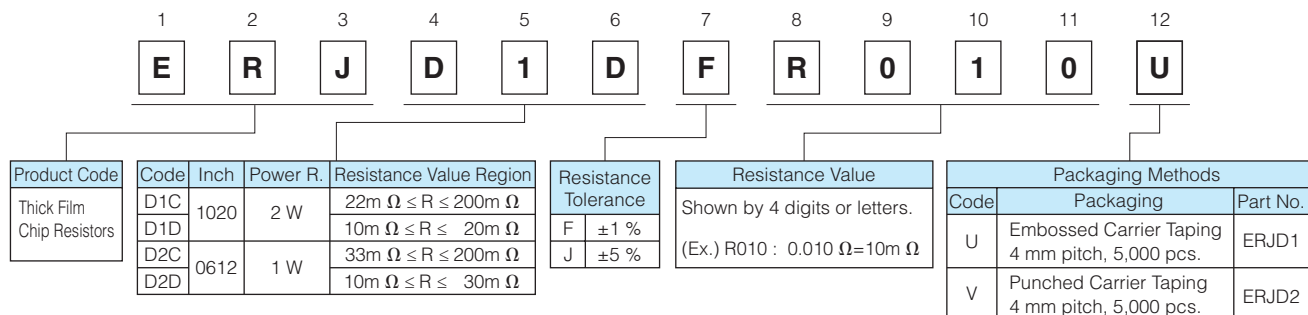 1 2 3 4 5 6 7 8 9 10 11 12
E R J D 1 D F R 0 1 0 U
Product Code
Thick Film
Chip Resistors
Code Inch Power R. Resistance Value Region
D1C 1020 2 W 22m Ω ≤ R ≤ 200m Ω
D1D 10m Ω ≤ R ≤ 20m Ω
D2C 0612 1 W 33m Ω ≤ R ≤ 200m Ω
D2D 10m Ω ≤ R ≤ 30m Ω
Resistance
Tolerance
F ±1 %
J ±5 %
Resistance Value
Shown by 4 digits or letters.
(Ex.) R010 : 0.010 Ω=10m Ω
Packaging Methods
Code Packaging Part No.
U Embossed Carrier Taping
4 mm pitch, 5,000 pcs. ERJD1
V Punched Carrier Taping
4 mm pitch, 5,000 pcs. ERJD2